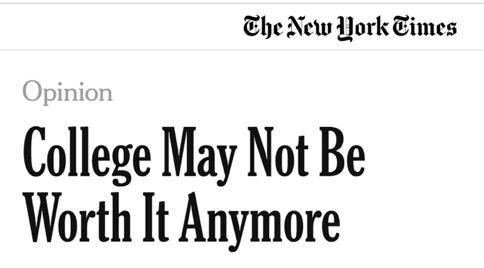 The New York Times
Opinion
College May Not Be
Worth It Anymore